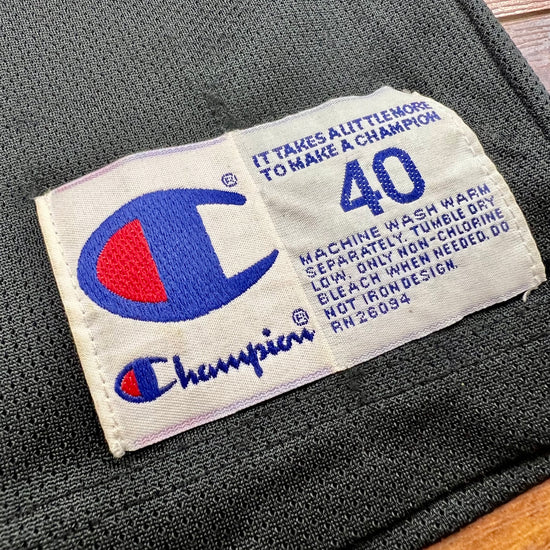 IT TAKES A LITTLE MORE
TO MAKE A CHAMPION
40
MACHINE WASH WARM
SEPARATELY, TUMBLE DRY
LOW. ONLY NON-CHLORINE
BLEACH WHEN NEEDED. DO
NOT IRON DESIGN.
RN 26094
®
Champion®